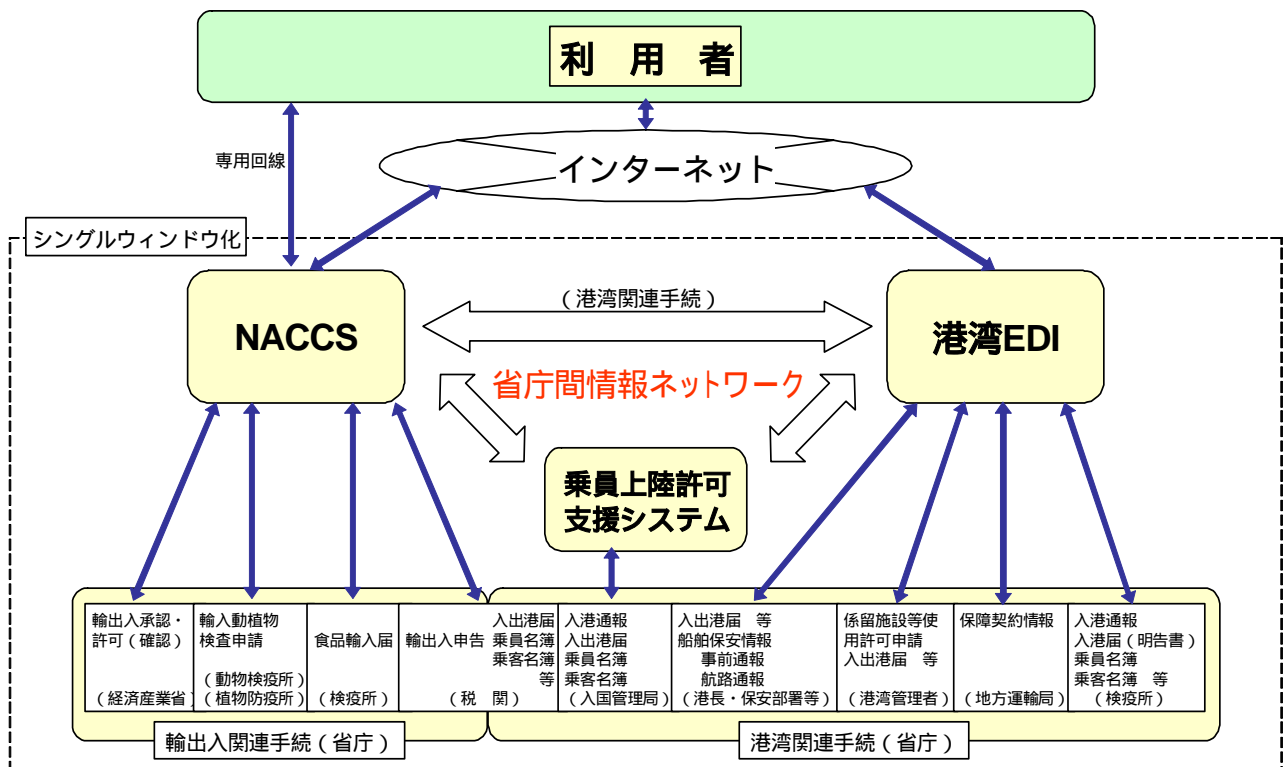 利　用　者
インターネット
専用回線
シングルウィンドウ化
NACCS
（港湾関連手続）
港湾EDI
省庁間情報ネットワーク
乗員上陸許可
支援システム
輸出入承認・
許可（確認）
（経済産業省）
輸入動植物
検査申請
（動物検疫所）
（植物防疫所）
食品輸入届
（検疫所）
輸出入申告
入出港届
乗員名簿
乗客名簿
等
（税　関）
入港通報
入出港届
乗員名簿
乗客名簿
（入国管理局）
入出港届　等
船舶保安情報
事前通報
航路通報
（港長・保安部署等）
係留施設等使
用許可申請
入出港届　等
（港湾管理者）
保障契約情報
（地方運輸局）
入港通報
入港届（明告書）
乗員名簿
乗客名簿　等
（検疫所）
輸出入関連手続（省庁）
港湾関連手続（省庁）